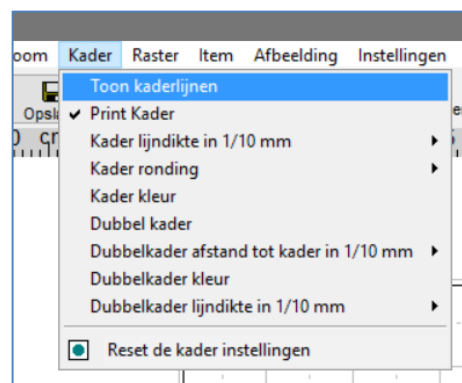 oom Kader Raster Item Afbeelding Instellingen
Toon kaderlijnen
Opsl
Print Kader
Kader lijndikte in 1/10 mm
Kader ronding
Kader kleur
Dubbel kader
Dubbelkader afstand tot kader in 1/10 mm
Dubbelkader kleur
Dubbelkader lijndikte in 1/10 mm
Reset de kader instellingen